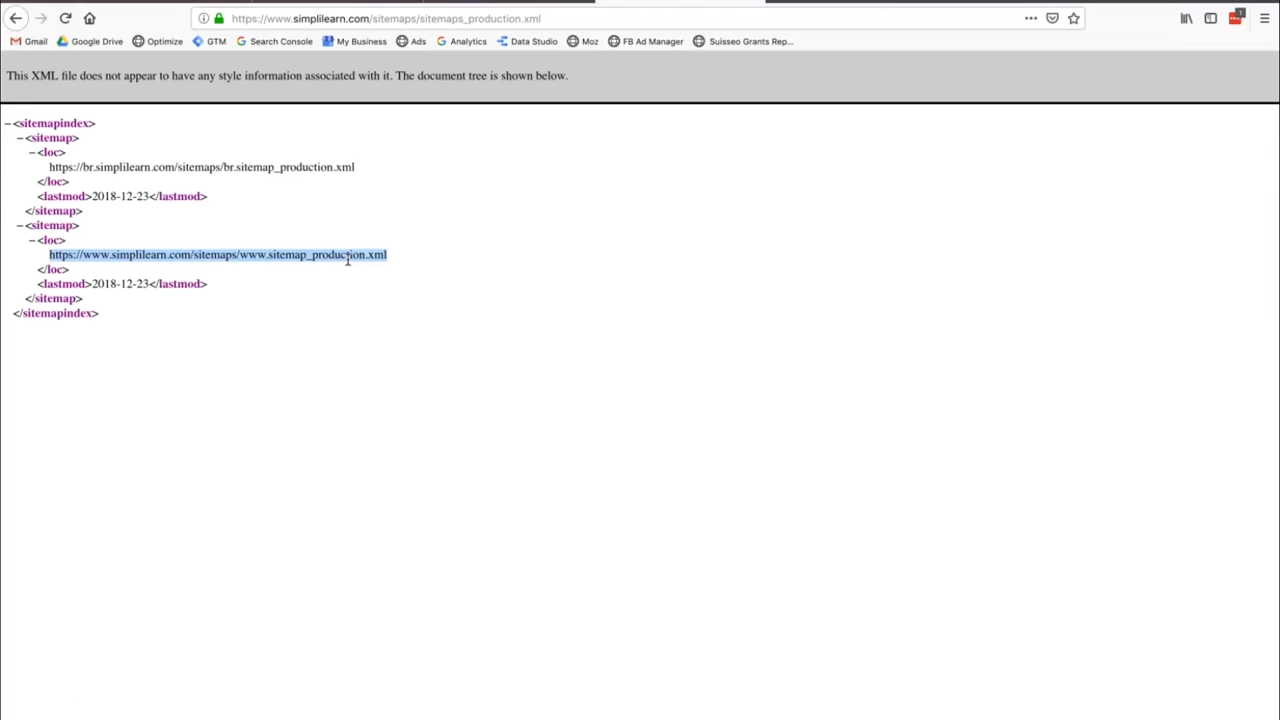 https://www.simplilearn.com/sitemaps/sitemaps_production.xml
1
Gmail Google Drive Optimize GTM Search Console My Business Ads Analytics Data Studio Moz FB Ad Manager Suisseo Grants Rep...
This XML file does not appear to have any style information associated with it. The document tree is shown below.
−<sitemapindex>
−<sitemap>
−<loc>
https://br.simplilearn.com/sitemaps/br.sitemap_production.xml
</loc>
<lastmod>2018-12-23</lastmod>
</sitemap>
−<sitemap>
−<loc>
https://www.simplilearn.com/sitemaps/www.sitemap_production.xml
</loc>
<lastmod>2018-12-23</lastmod>
</sitemap>
</sitemapindex>